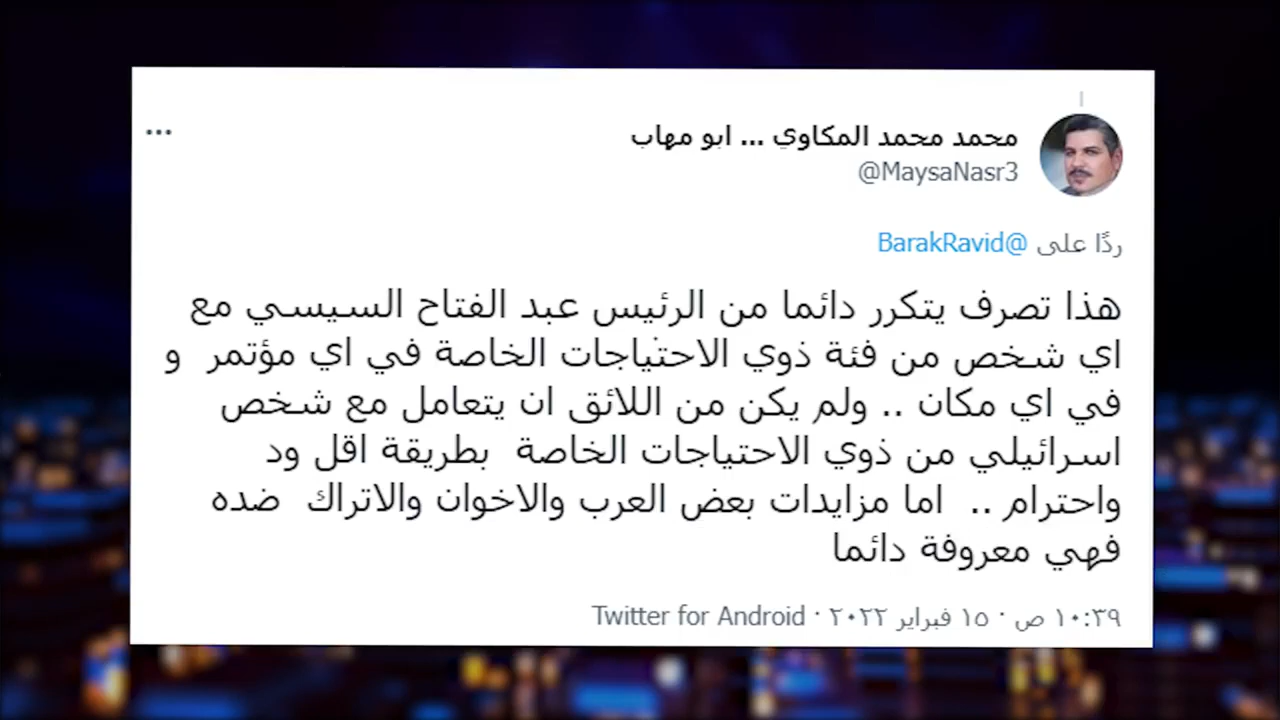 محمد محمد المكاوي ... ابو مهاب
@MaysaNasr3
ردًا على @BarakRavid
هذا تصرف يتكرر دائما من الرئيس عبد الفتاح السيسي مع
اي شخص من فئة ذوي الاحتياجات الخاصة في اي مؤتمر و
في اي مكان .. ولم يكن من اللائق ان يتعامل مع شخص
اسرائيلي من ذوي الاحتياجات الخاصة بطريقة اقل ود
واحترام .. اما مزايدات بعض العرب والاخوان والاتراك ضده
فهي معروفة دائما
١٠:٣٩ ص · ١٥ فبراير ٢٠٢٢ · Twitter for Android